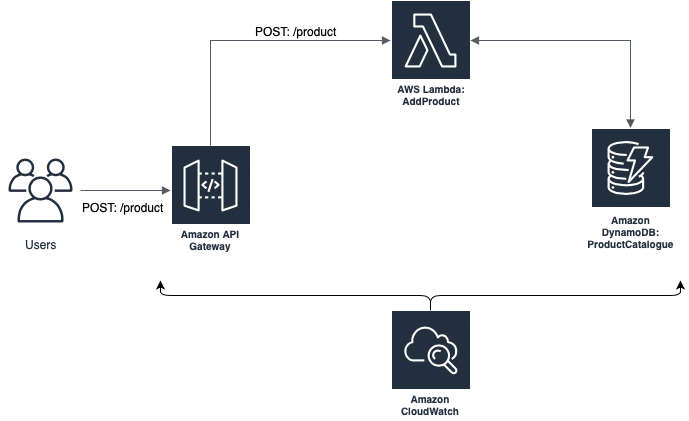 POST: /product
AWS Lambda:
AddProduct
</>
POST: /product
Users
Amazon API
Gateway
Amazon
DynamoDB:
ProductCatalogue
Amazon
CloudWatch